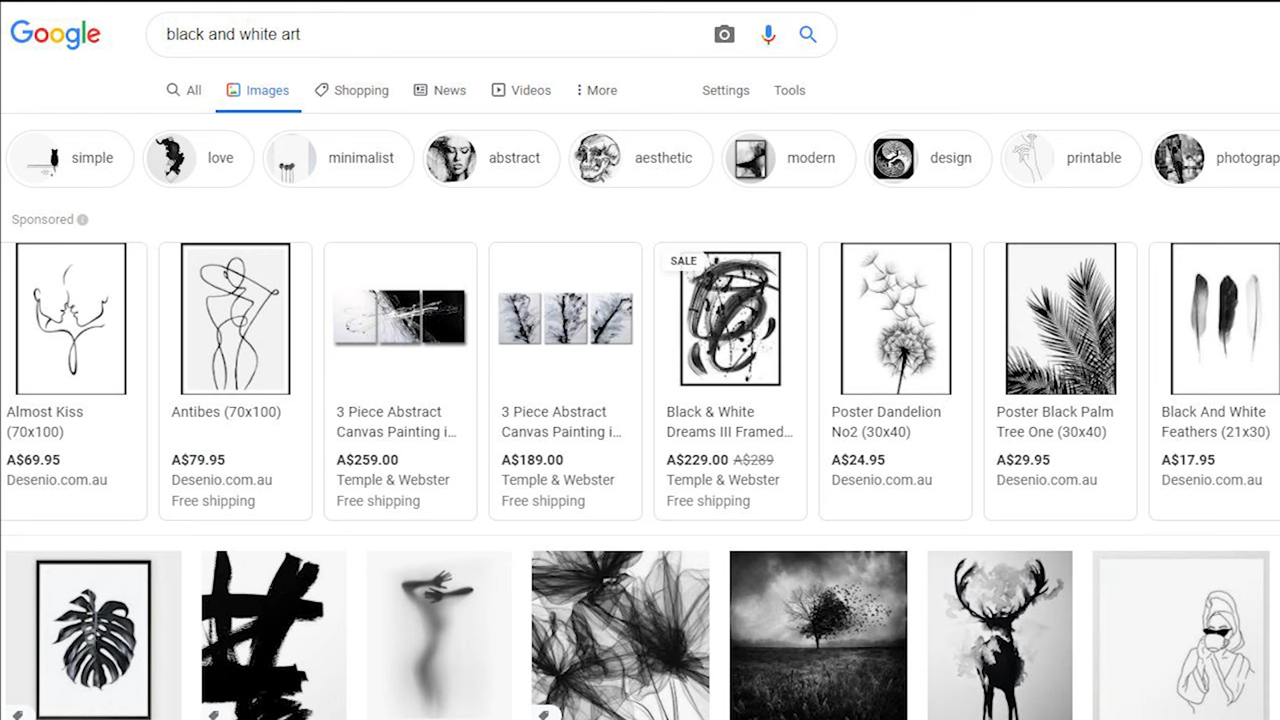 Google
black and white art
All Images Shopping News Videos More Settings Tools
simple love minimalist abstract aesthetic modern design printable photograp
Sponsored
SALE
Almost Kiss
(70x100)
A$69.95
Desenio.com.au
Antibes (70x100)
A$79.95
Desenio.com.au
Free shipping
3 Piece Abstract
Canvas Painting i...
A$259.00
Temple & Webster
Free shipping
3 Piece Abstract
Canvas Painting i...
A$189.00
Temple & Webster
Free shipping
Black & White
Dreams III Framed...
A$229.00 A$289
Temple & Webster
Free shipping
Poster Dandelion
No2 (30x40)
A$24.95
Desenio.com.au
Poster Black Palm
Tree One (30x40)
A$29.95
Desenio.com.au
Black And White
Feathers (21x30)
A$17.95
Desenio.com.au